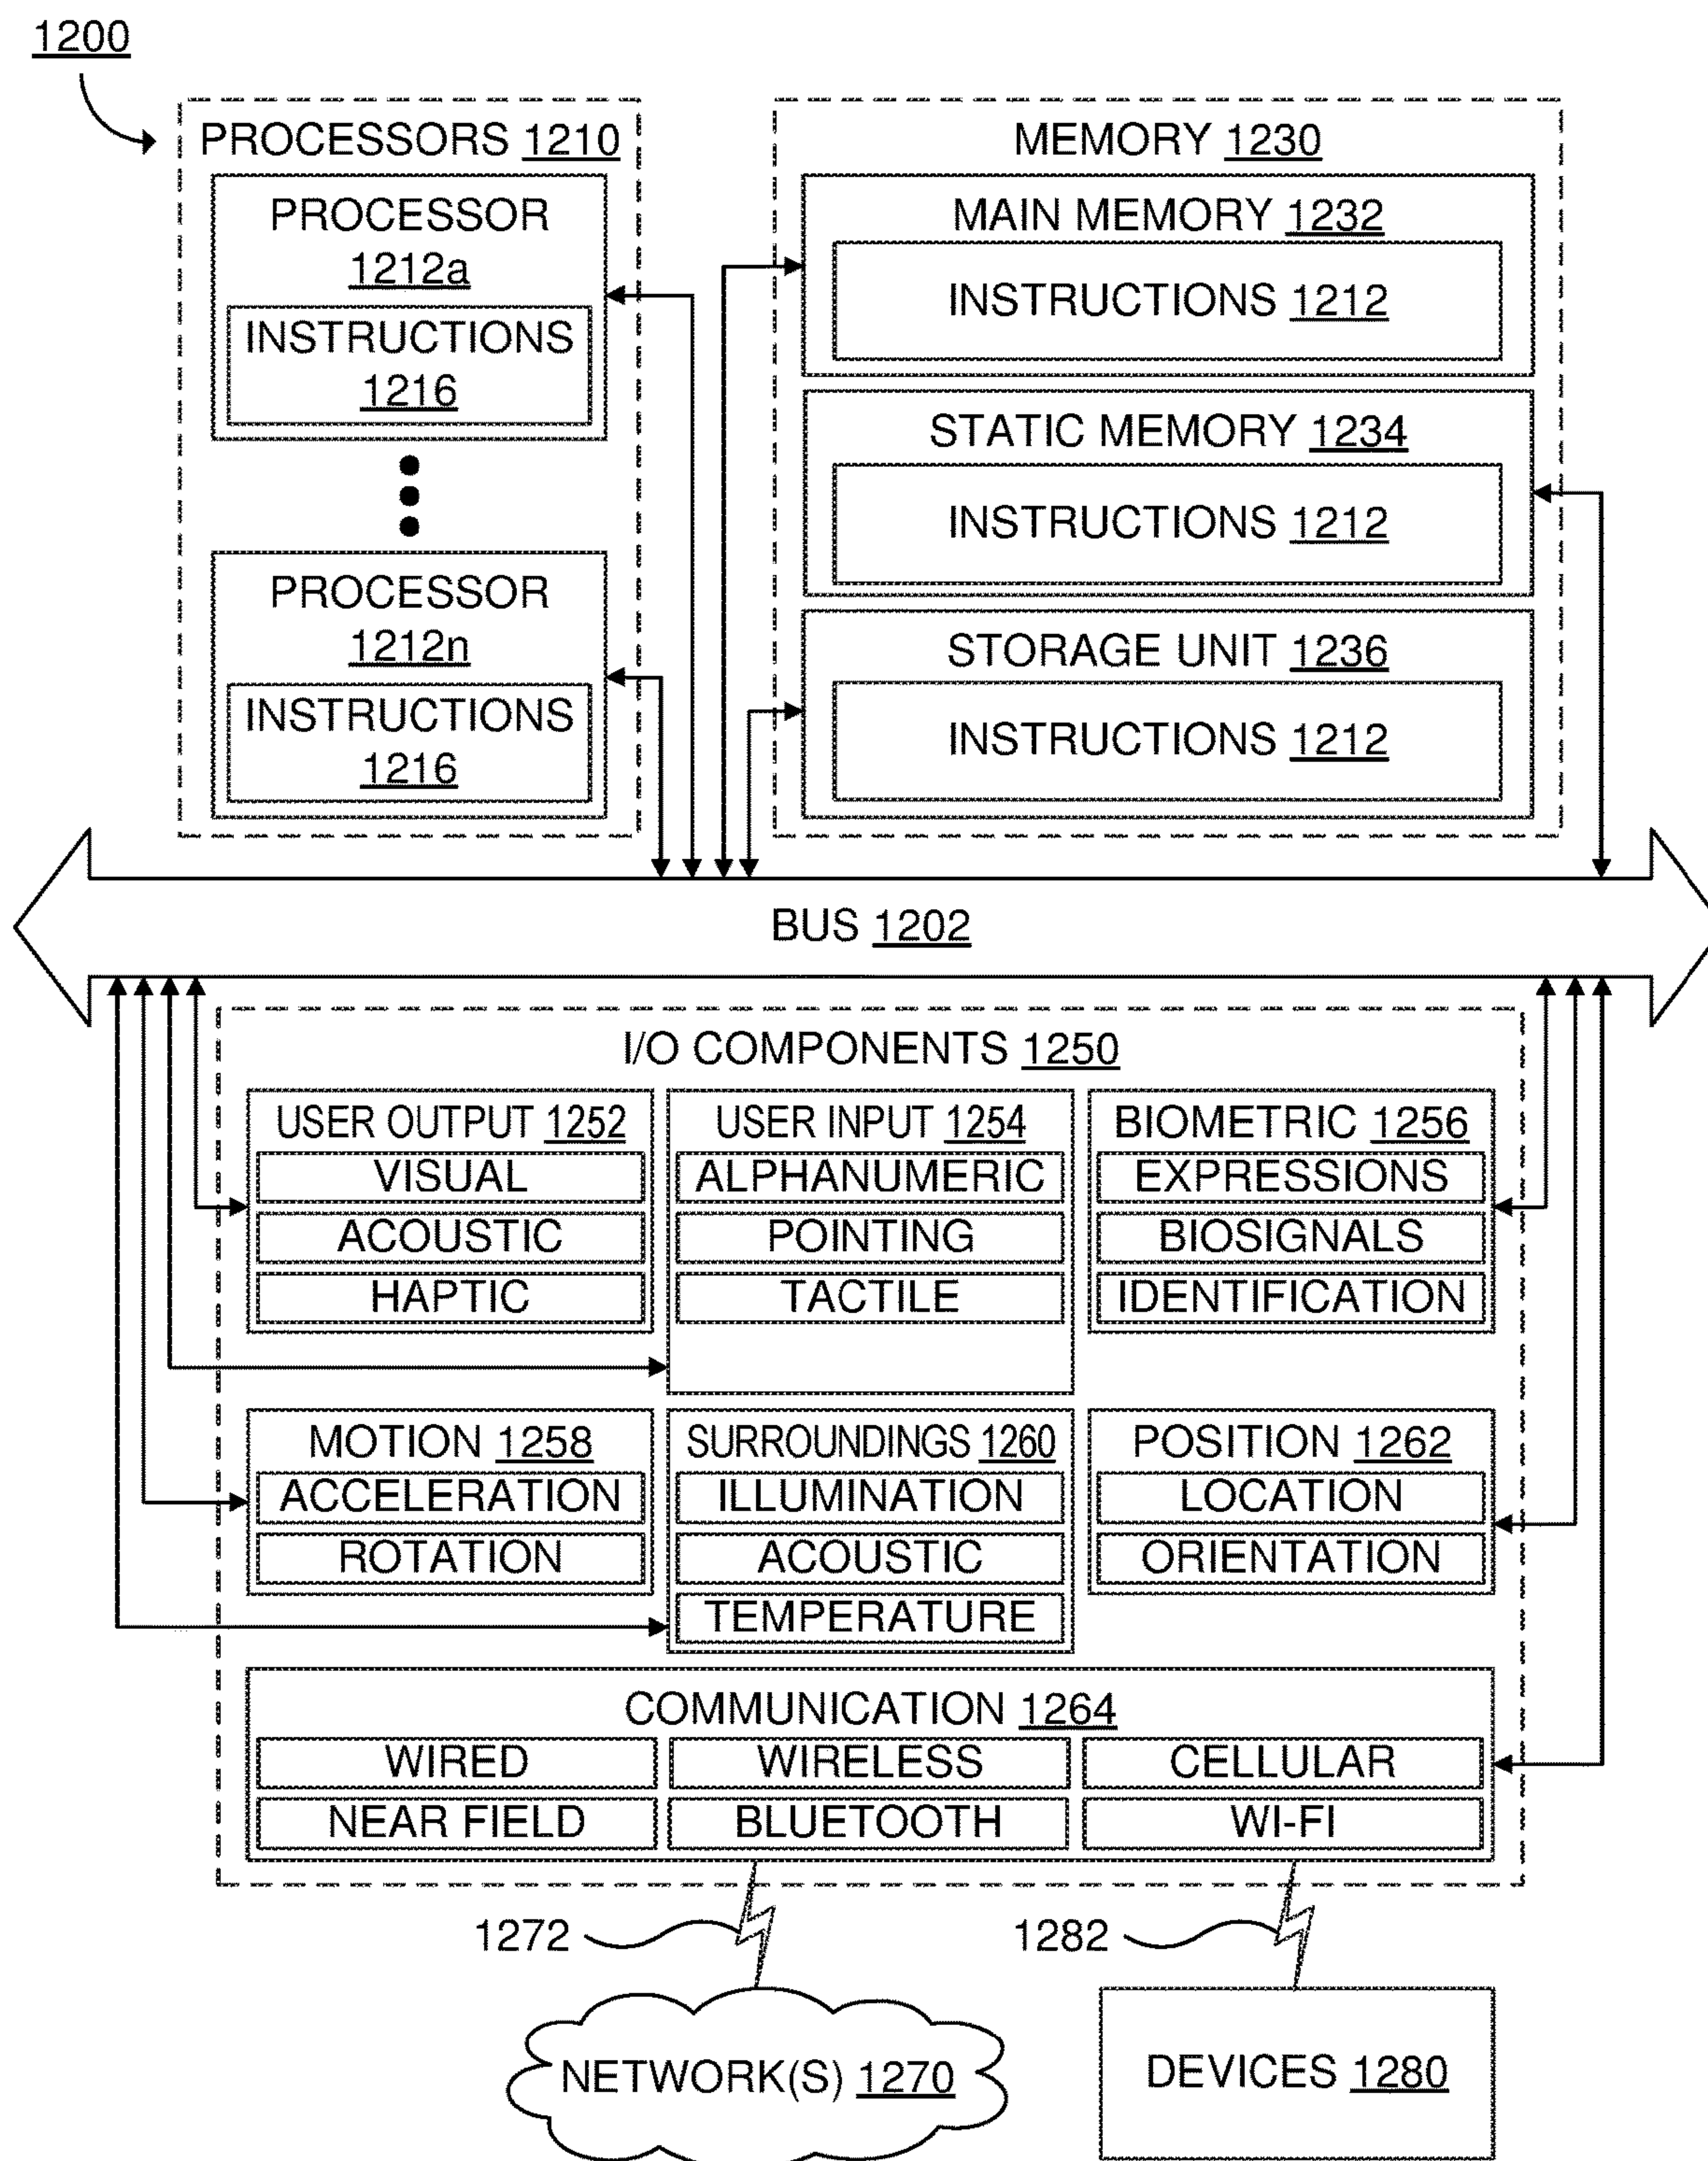 1200
PROCESSORS 1210
PROCESSOR
1212a
INSTRUCTIONS
1216
PROCESSOR
1212n
INSTRUCTIONS
1216
MEMORY 1230
MAIN MEMORY 1232
INSTRUCTIONS 1212
STATIC MEMORY 1234
INSTRUCTIONS 1212
STORAGE UNIT 1236
INSTRUCTIONS 1212
BUS 1202
I/O COMPONENTS 1250
USER OUTPUT 1252
VISUAL
ACOUSTIC
HAPTIC
USER INPUT 1254
ALPHANUMERIC
POINTING
TACTILE
BIOMETRIC 1256
EXPRESSIONS
BIOSIGNALS
IDENTIFICATION
MOTION 1258
ACCELERATION
ROTATION
SURROUNDINGS 1260
ILLUMINATION
ACOUSTIC
TEMPERATURE
POSITION 1262
LOCATION
ORIENTATION
COMMUNICATION 1264
WIRED
WIRELESS
CELLULAR
NEAR FIELD
BLUETOOTH
WI-FI
1272
1282
NETWORK(S) 1270
DEVICES 1280